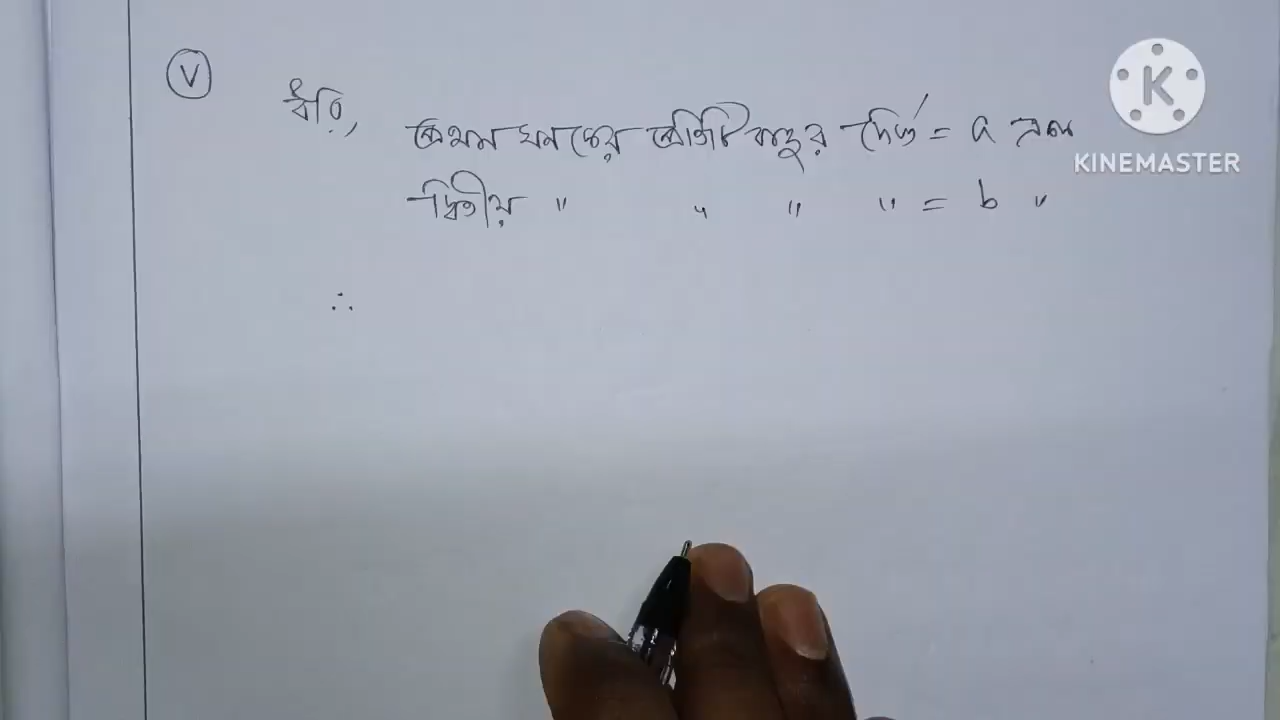 V
ধরি,
প্রথম ঘনকের প্রতিটি বাহুর দৈর্ঘ্য = a একক
দ্বিতীয় " " " " = b "
∴
KINEMASTER